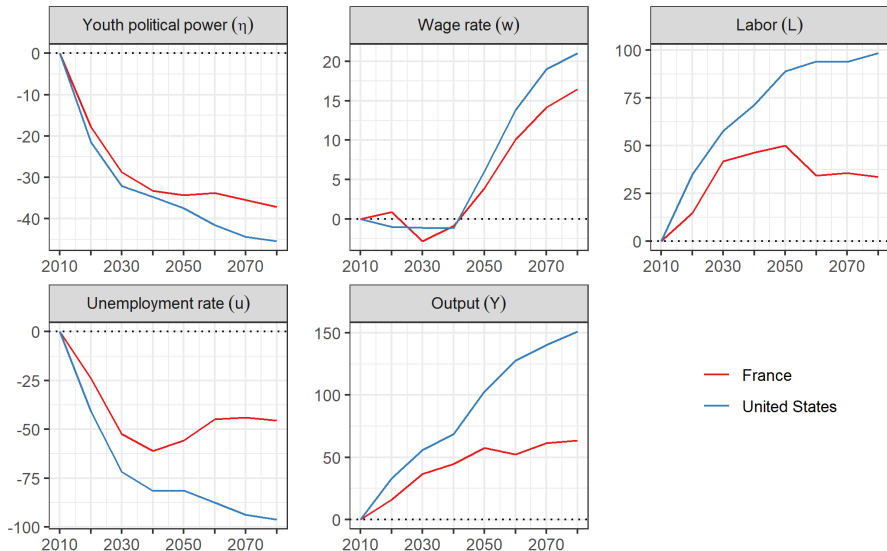 Youth political power (η)
Wage rate (w)
Labor (L)
0
-10
-20
-30
-40
20
15
10
5
0
100
75
50
25
0
2010 2030 2050 2070
2010 2030 2050 2070
2010 2030 2050 2070
Unemployment rate (u)
Output (Y)
0
-25
-50
-75
-100
150
100
50
0
France
United States
2010 2030 2050 2070
2010 2030 2050 2070